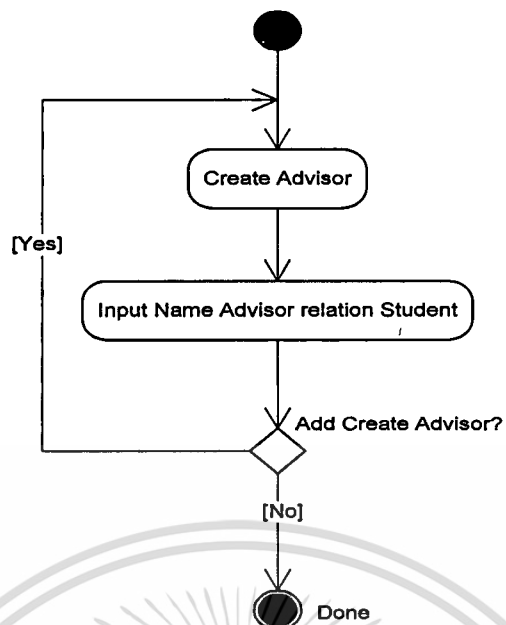 Create Advisor
[Yes]
Input Name Advisor relation Student
Add Create Advisor?
[No]
Done